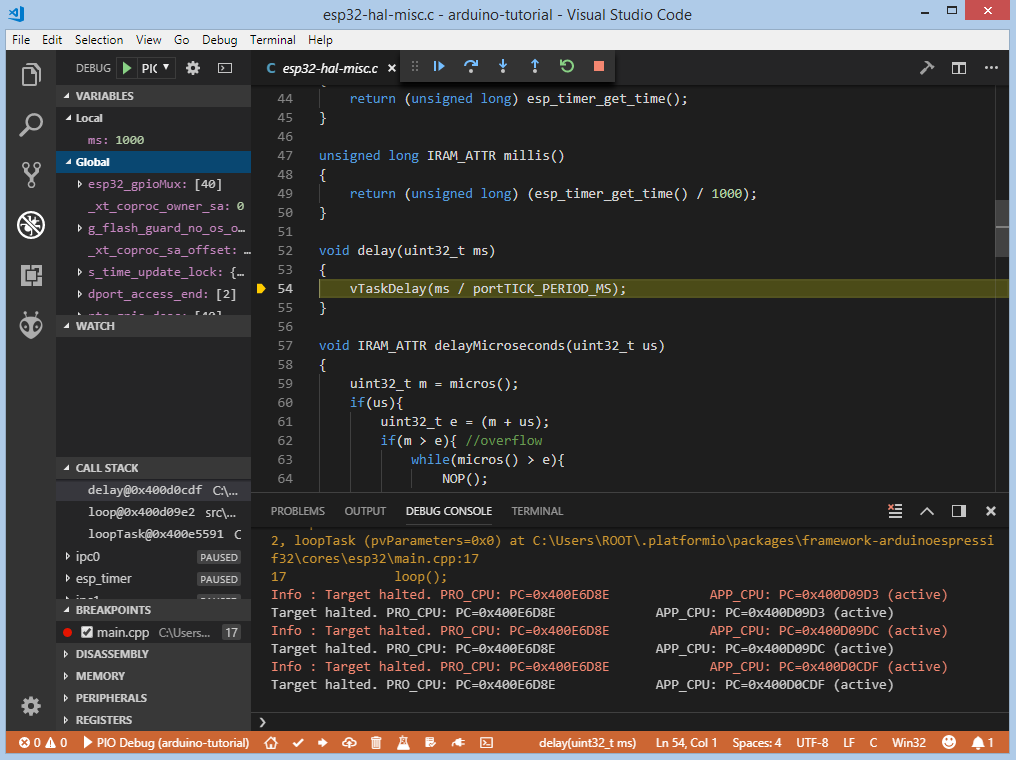 esp32-hal-misc.c - arduino-tutorial - Visual Studio Code
File Edit Selection View Go Debug Terminal Help
DEBUG PIC
VARIABLES
Local
ms: 1000
Global
esp32_gpioMux: [40]
_xt_coproc_owner_sa: 0
g_flash_guard_no_os_o…
_xt_coproc_sa_offset: …
s_time_update_lock: {…
dport_access_end: [2]
WATCH
CALL STACK
delay@0x400d0cdf C:\...
loop@0x400d09e2 src\...
loopTask@0x400e5591 C
ipc0 PAUSED
esp_timer PAUSED
BREAKPOINTS
main.cpp C:\Users... 17
DISASSEMBLY
MEMORY
PERIPHERALS
REGISTERS
C esp32-hal-misc.c
44 return (unsigned long) esp_timer_get_time();
45 }
46
47 unsigned long IRAM_ATTR millis()
48 {
49 return (unsigned long) (esp_timer_get_time() / 1000);
50 }
51
52 void delay(uint32_t ms)
53 {
54 vTaskDelay(ms / portTICK_PERIOD_MS);
55 }
56
57 void IRAM_ATTR delayMicroseconds(uint32_t us)
58 {
59 uint32_t m = micros();
60 if(us){
61 uint32_t e = (m + us);
62 if(m > e){ //overflow
63 while(micros() > e){
64 NOP();
PROBLEMS OUTPUT DEBUG CONSOLE TERMINAL
2, loopTask (pvParameters=0x0) at C:\Users\ROOT\.platformio\packages\framework-arduinoespressi
f32\cores\esp32\main.cpp:17
17 loop();
Info : Target halted. PRO_CPU: PC=0x400E6D8E APP_CPU: PC=0x400D09D3 (active)
Target halted. PRO_CPU: PC=0x400E6D8E APP_CPU: PC=0x400D09D3 (active)
Info : Target halted. PRO_CPU: PC=0x400E6D8E APP_CPU: PC=0x400D09DC (active)
Target halted. PRO_CPU: PC=0x400E6D8E APP_CPU: PC=0x400D09DC (active)
Info : Target halted. PRO_CPU: PC=0x400E6D8E APP_CPU: PC=0x400D0CDF (active)
Target halted. PRO_CPU: PC=0x400E6D8E APP_CPU: PC=0x400D0CDF (active)
0 0 PIO Debug (arduino-tutorial) delay(uint32_t ms) Ln 54, Col 1 Spaces: 4 UTF-8 LF C Win32 1